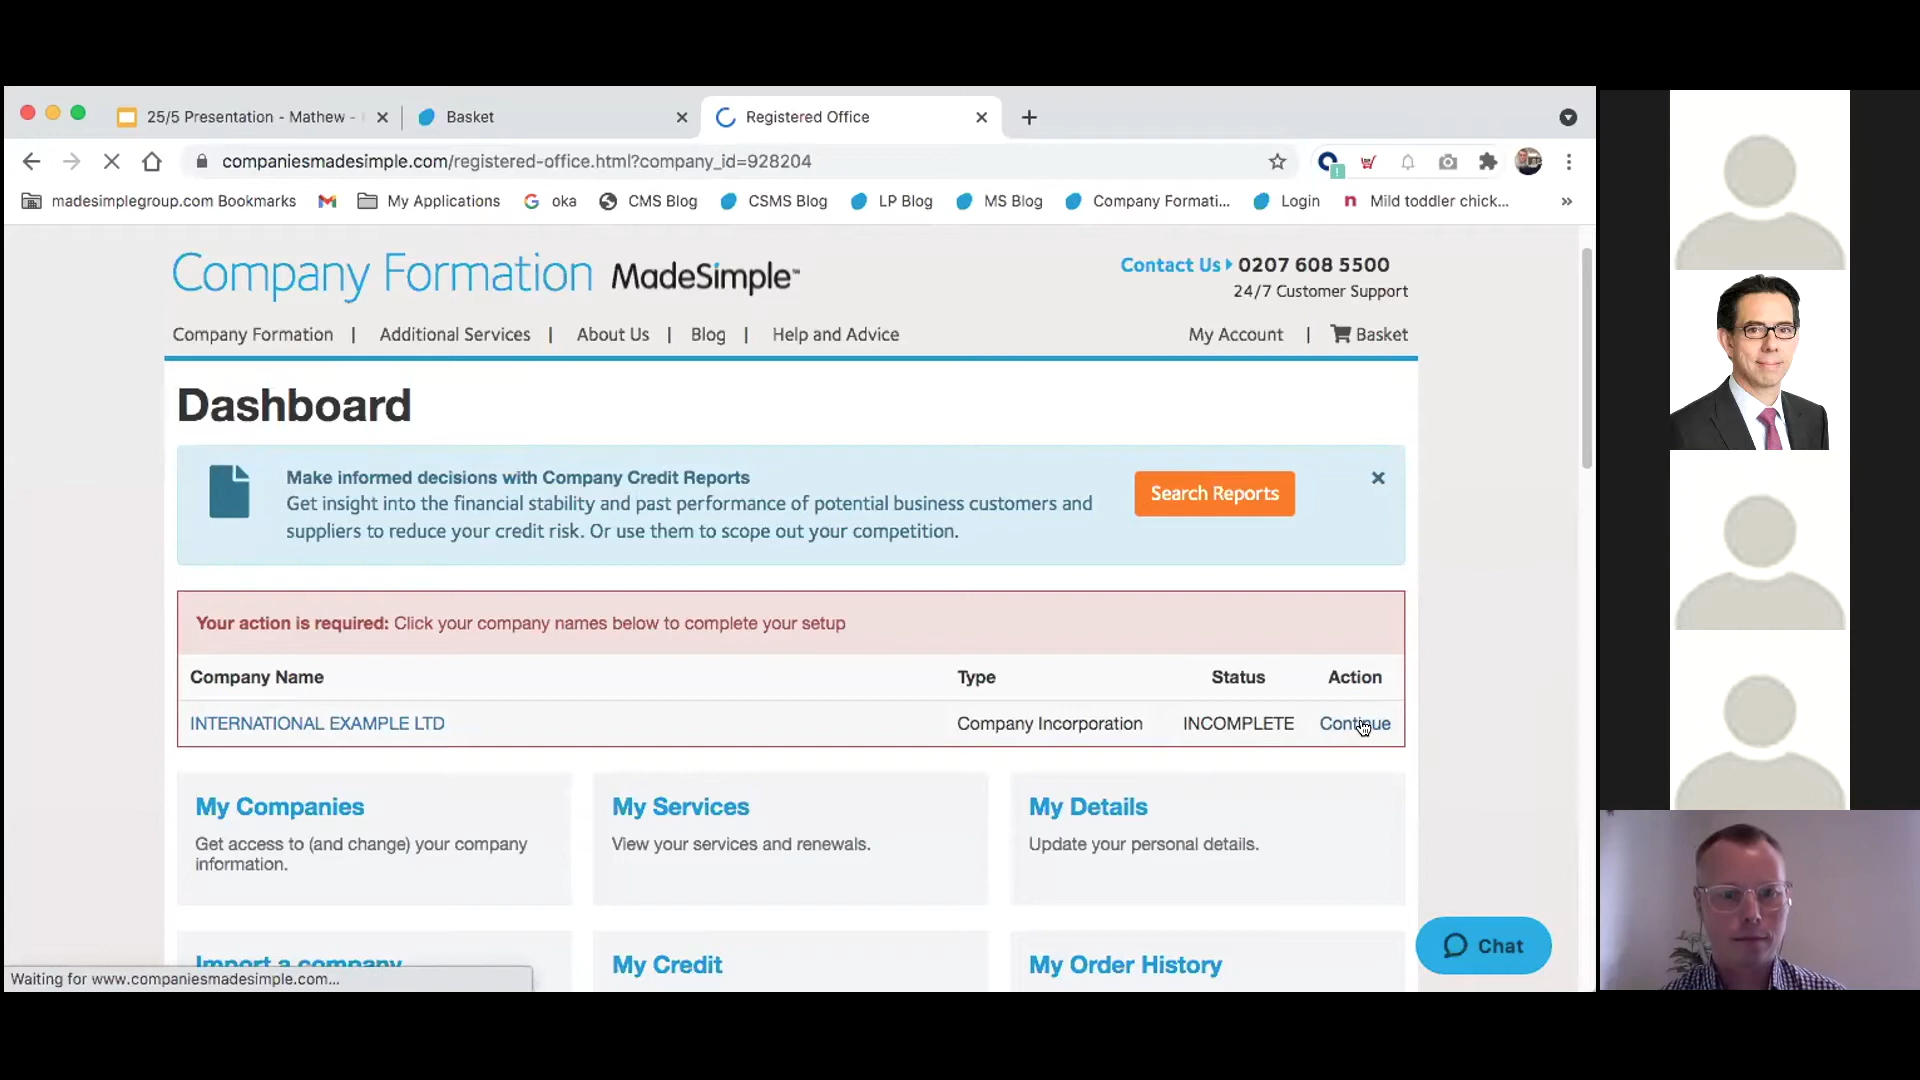 25/5 Presentation - Mathew -
Basket
Registered Office
companiesmadesimple.com/registered-office.html?company_id=928204
madesimplegroup.com Bookmarks
My Applications
oka
CMS Blog
CSMS Blog
LP Blog
MS Blog
Company Formati...
Login
Mild toddler chick...
»
Company Formation MadeSimple™
Contact Us 0207 608 5500
24/7 Customer Support
Company Formation | Additional Services | About Us | Blog | Help and Advice
My Account | Basket
Dashboard
Make informed decisions with Company Credit Reports
Get insight into the financial stability and past performance of potential business customers and
suppliers to reduce your credit risk. Or use them to scope out your competition.
Search Reports
Your action is required: Click your company names below to complete your setup
Company Name Type Status Action
INTERNATIONAL EXAMPLE LTD Company Incorporation INCOMPLETE Continue
My Companies
Get access to (and change) your company
information.
My Services
View your services and renewals.
My Details
Update your personal details.
Import a company
My Credit
My Order History
Chat
Waiting for www.companiesmadesimple.com...